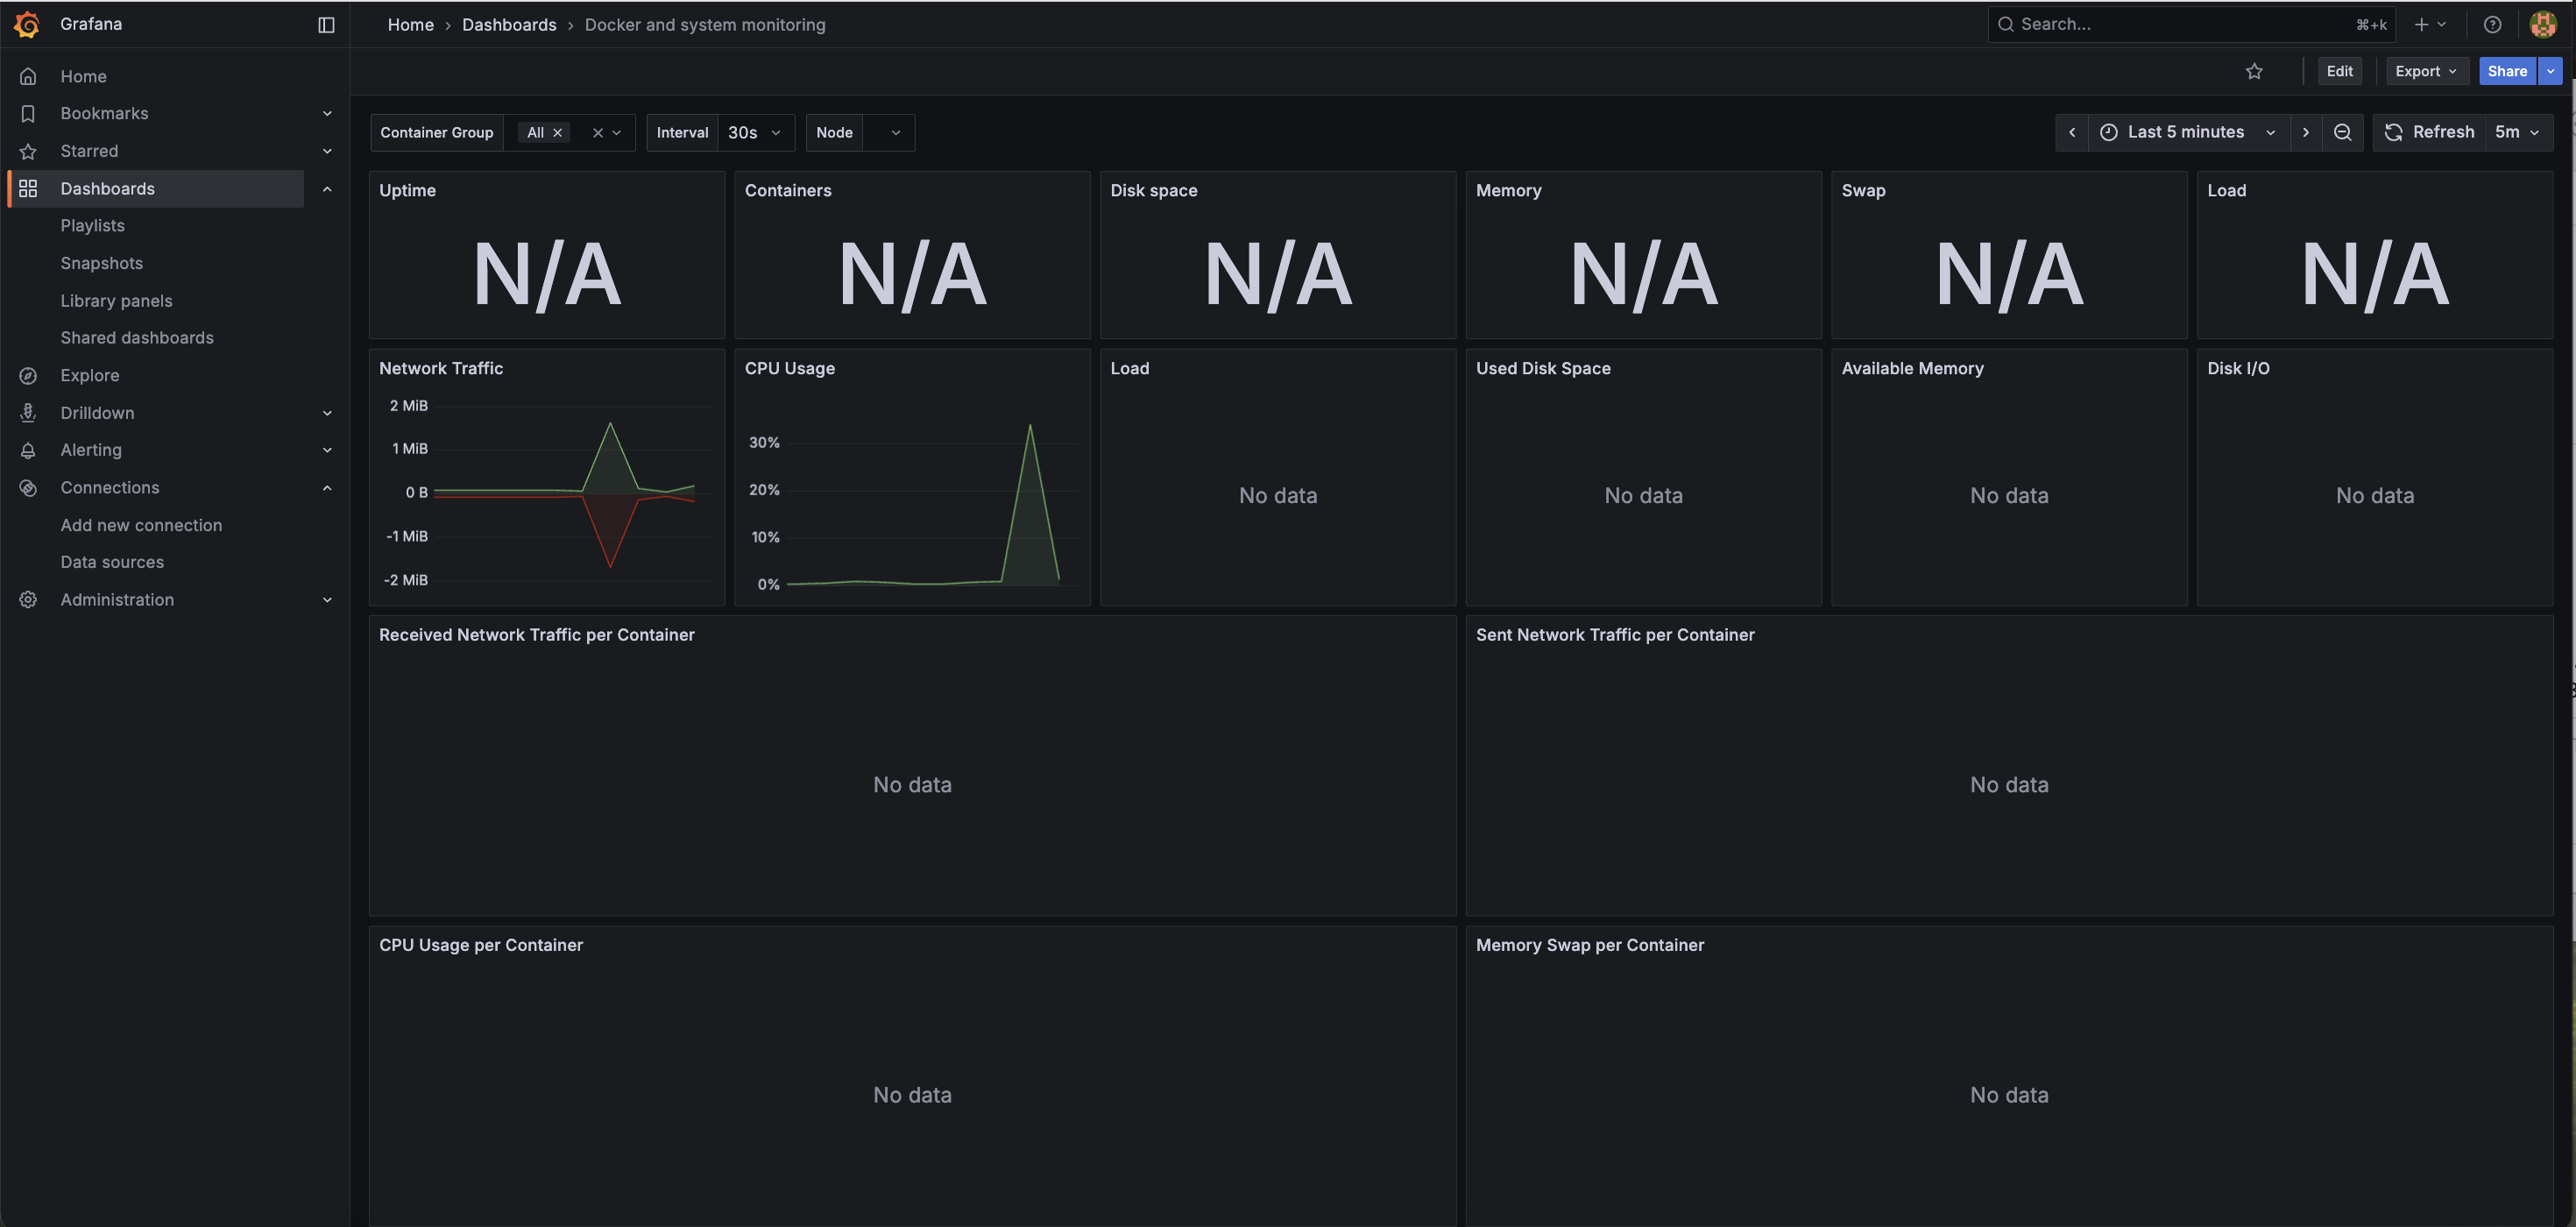 Grafana
Home › Dashboards › Docker and system monitoring
Search... ⌘+k
Home
Bookmarks
Starred
Dashboards
Playlists
Snapshots
Library panels
Shared dashboards
Explore
Drilldown
Alerting
Connections
Add new connection
Data sources
Administration
Edit
Export
Share
Container Group All
Interval 30s
Node
Last 5 minutes
Refresh 5m
Uptime
N/A
Containers
N/A
Disk space
N/A
Memory
N/A
Swap
N/A
Load
N/A
Network Traffic
2 MiB
1 MiB
0 B
-1 MiB
-2 MiB
CPU Usage
30%
20%
10%
0%
Load
No data
Used Disk Space
No data
Available Memory
No data
Disk I/O
No data
Received Network Traffic per Container
No data
Sent Network Traffic per Container
No data
CPU Usage per Container
No data
Memory Swap per Container
No data